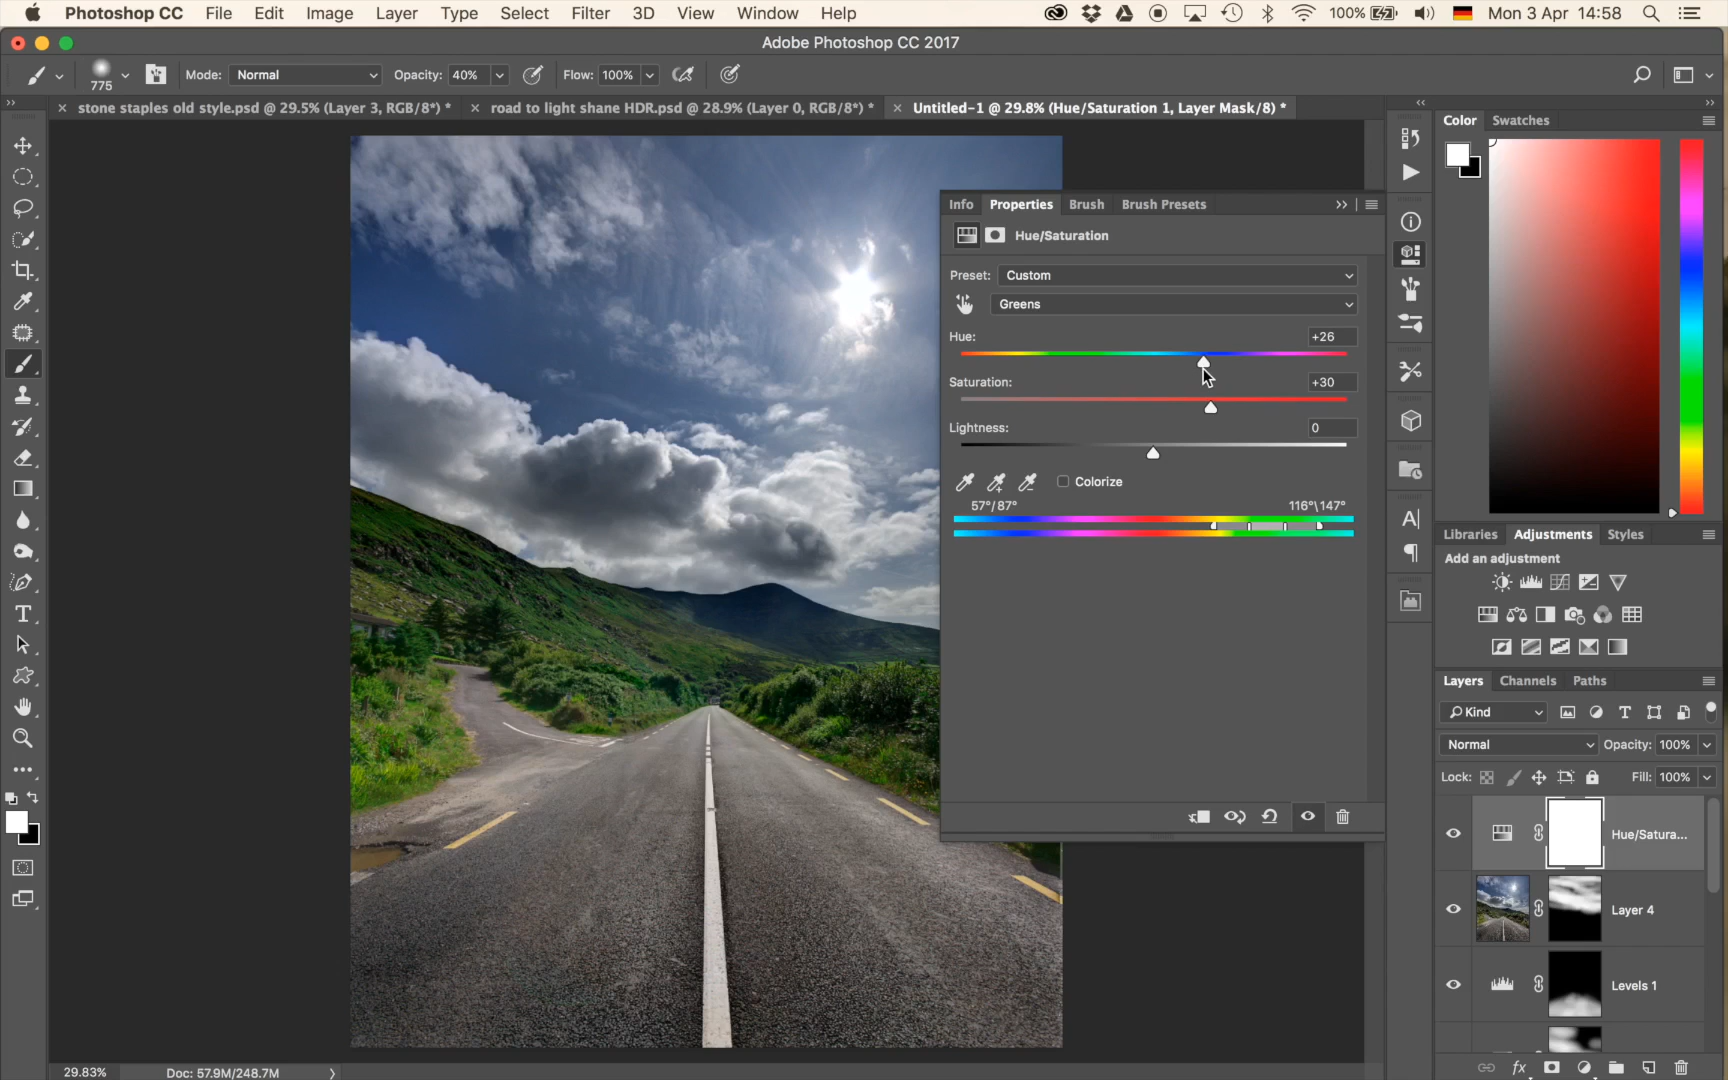 Photoshop CC File Edit Image Layer Type Select Filter 3D View Window Help 100% Mon 3 Apr 14:58
Adobe Photoshop CC 2017
775 Mode: Normal Opacity: 40% Flow: 100%
stone staples old style.psd @ 29.5% (Layer 3, RGB/8*) * road to light shane HDR.psd @ 28.9% (Layer 0, RGB/8*) * Untitled-1 @ 29.8% (Hue/Saturation 1, Layer Mask/8) *
Color Swatches
Info Properties Brush Brush Presets
Hue/Saturation
Preset: Custom
Greens
Hue: +26
Saturation: +30
Lightness: 0
Colorize
57°/87° 116°\147°
Libraries Adjustments Styles
Add an adjustment
Layers Channels Paths
Kind
Normal Opacity: 100%
Lock: Fill: 100%
Hue/Satura...
Layer 4
Levels 1
fx
29.83% Doc: 57.9M/248.7M